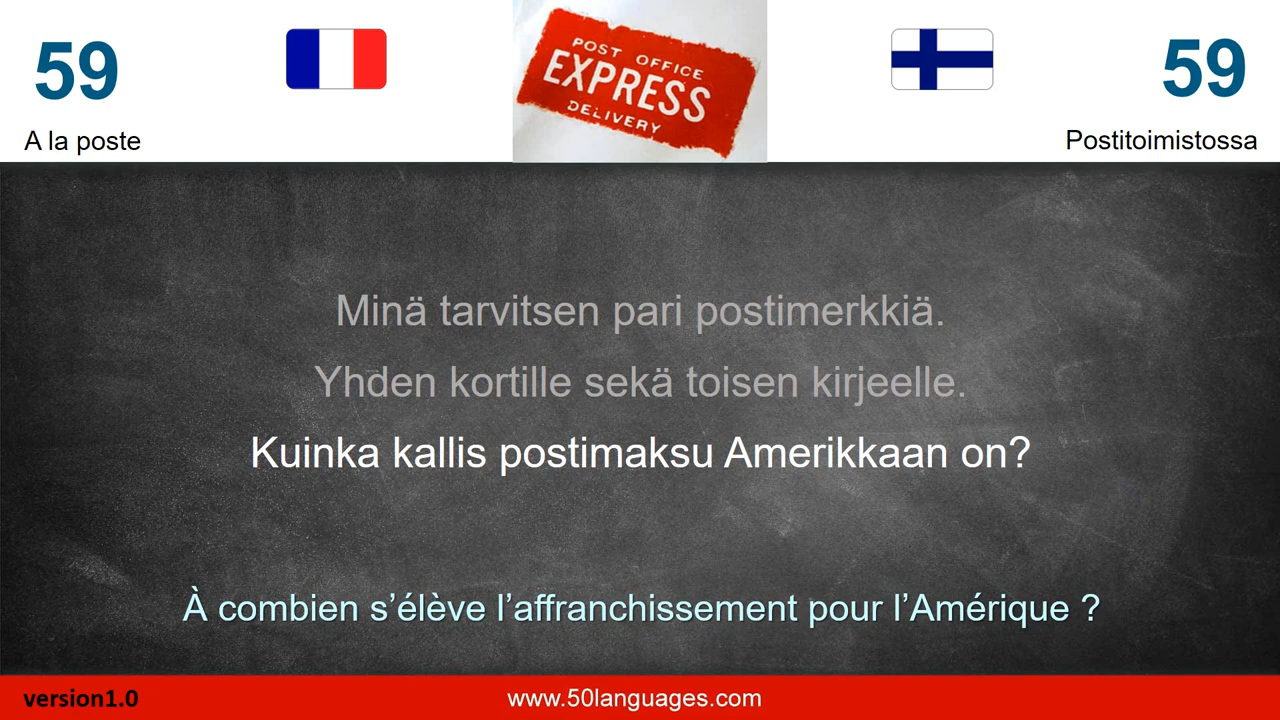 59
59
A la poste
Postitoimistossa
POST OFFICE
EXPRESS
DELIVERY
Minä tarvitsen pari postimerkkiä.
Yhden kortille sekä toisen kirjeelle.
Kuinka kallis postimaksu Amerikkaan on?
À combien s’élève l’affranchissement pour l’Amérique ?
version1.0
www.50languages.com